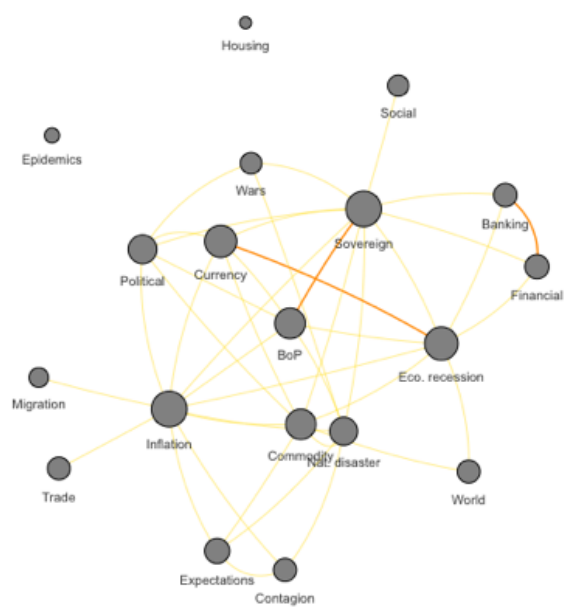 Housing
Social
Epidemics
Wars
Banking
Sovereign
Currency
Political
Financial
BoP
Eco. recession
Migration
Inflation
Commodity
Nat. disaster
Trade
World
Expectations
Contagion